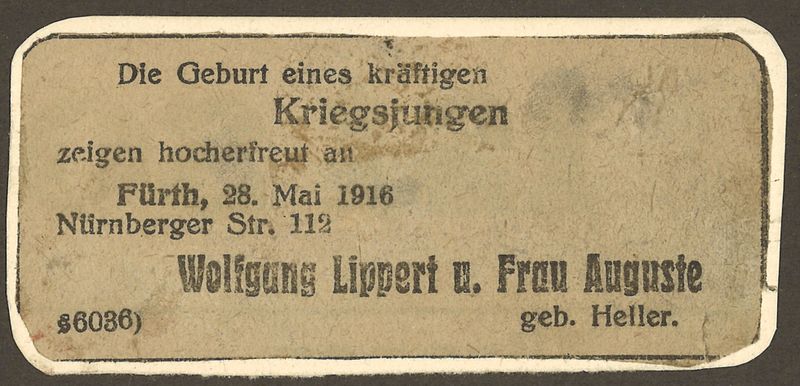 Die Geburt eines kräftigen
Kriegsjungen
zeigen hocherfreut an
Fürth, 28. Mai 1916
Nürnberger Str. 112
Wolfgang Lippert u. Frau Auguste
§6036) geb. Heller.